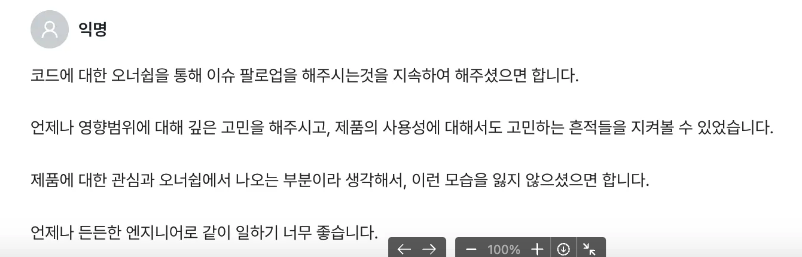 익명
코드에 대한 오너쉽을 통해 이슈 팔로업을 해주시는것을 지속하여 해주셨으면 합니다.
언제나 영향범위에 대해 깊은 고민을 해주시고, 제품의 사용성에 대해서도 고민하는 흔적들을 지켜볼 수 있었습니다.
제품에 대한 관심과 오너쉽에서 나오는 부분이라 생각해서, 이런 모습을 잃지 않으셨으면 합니다.
언제나 든든한 엔지니어로 같이 일하기 너무 좋습니다.
100%